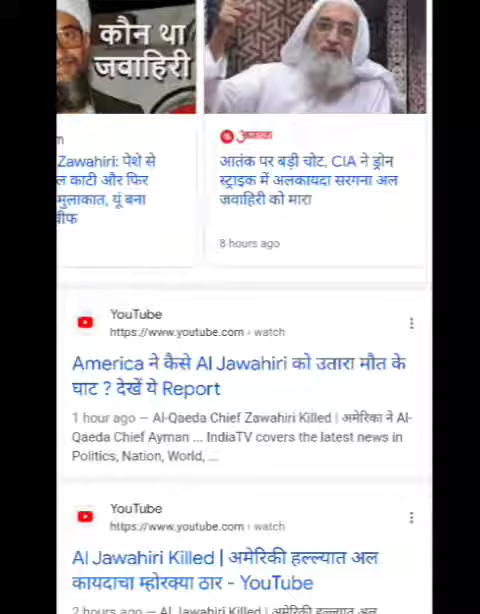 कौन था
जवाहिरी
Zawahiri: पेशे से
ल काटी और फिर
मुलाकात, यूं बना
ीफ
आतंक पर बड़ी चोट, CIA ने ड्रोन
स्ट्राइक में अलकायदा सरगना अल
जवाहिरी को मारा
8 hours ago
YouTube
https://www.youtube.com › watch
America ने कैसे Al Jawahiri को उतारा मौत के
घाट ? देखें ये Report
1 hour ago — Al-Qaeda Chief Zawahiri Killed | अमेरिका ने Al-
Qaeda Chief Ayman ... IndiaTV covers the latest news in
Politics, Nation, World, ...
YouTube
https://www.youtube.com › watch
Al Jawahiri Killed | अमेरिकी हल्ल्यात अल
कायदाचा म्होरक्या ठार - YouTube
2 hours ago — Al Jawahiri Killed | अमेरिकी हल्ल्यात अल